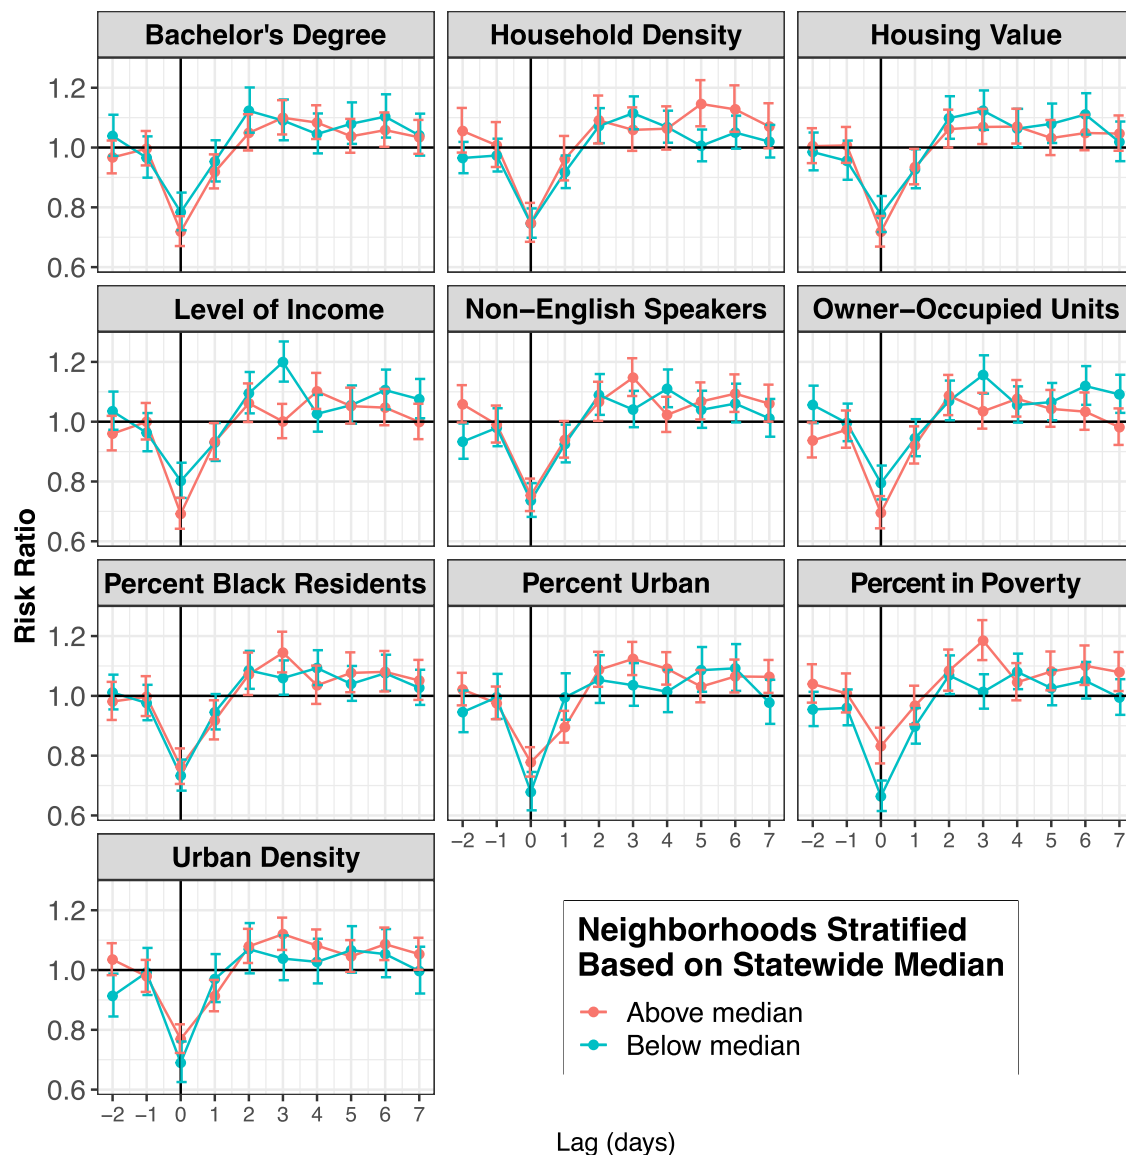 Bachelor's Degree
Household Density
Housing Value
1.2
1.0
0.8
0.6
Level of Income
Non−English Speakers
Owner−Occupied Units
1.2
1.0
0.8
0.6
Risk Ratio
Percent Black Residents
Percent Urban
Percent in Poverty
1.2
1.0
0.8
0.6
−2 −1 0 1 2 3 4 5 6 7
−2 −1 0 1 2 3 4 5 6 7
Urban Density
1.2
1.0
0.8
0.6
−2 −1 0 1 2 3 4 5 6 7
Neighborhoods Stratified
Based on Statewide Median
Above median
Below median
Lag (days)